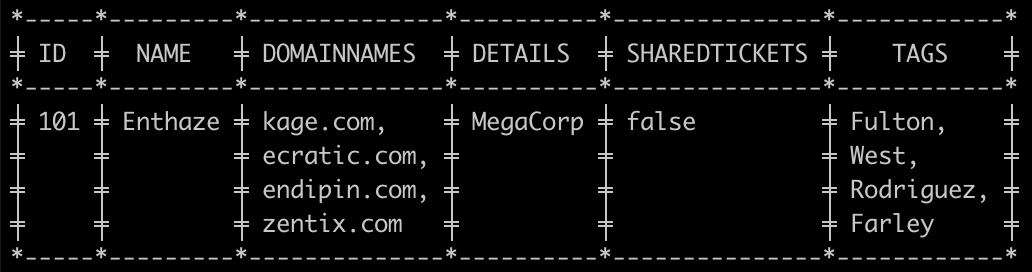 *-----*---------*--------------*----------*---------------*------------*
╪ ID  ╪  NAME   ╪ DOMAINNAMES  ╪ DETAILS  ╪ SHAREDTICKETS ╪    TAGS    ╪
*-----*---------*--------------*----------*---------------*------------*
╪ 101 ╪ Enthaze ╪ kage.com,    ╪ MegaCorp ╪ false         ╪ Fulton,    ╪
╪     ╪         ╪ ecratic.com, ╪          ╪               ╪ West,      ╪
╪     ╪         ╪ endipin.com, ╪          ╪               ╪ Rodriguez, ╪
╪     ╪         ╪ zentix.com   ╪          ╪               ╪ Farley     ╪
*-----*---------*--------------*----------*---------------*------------*